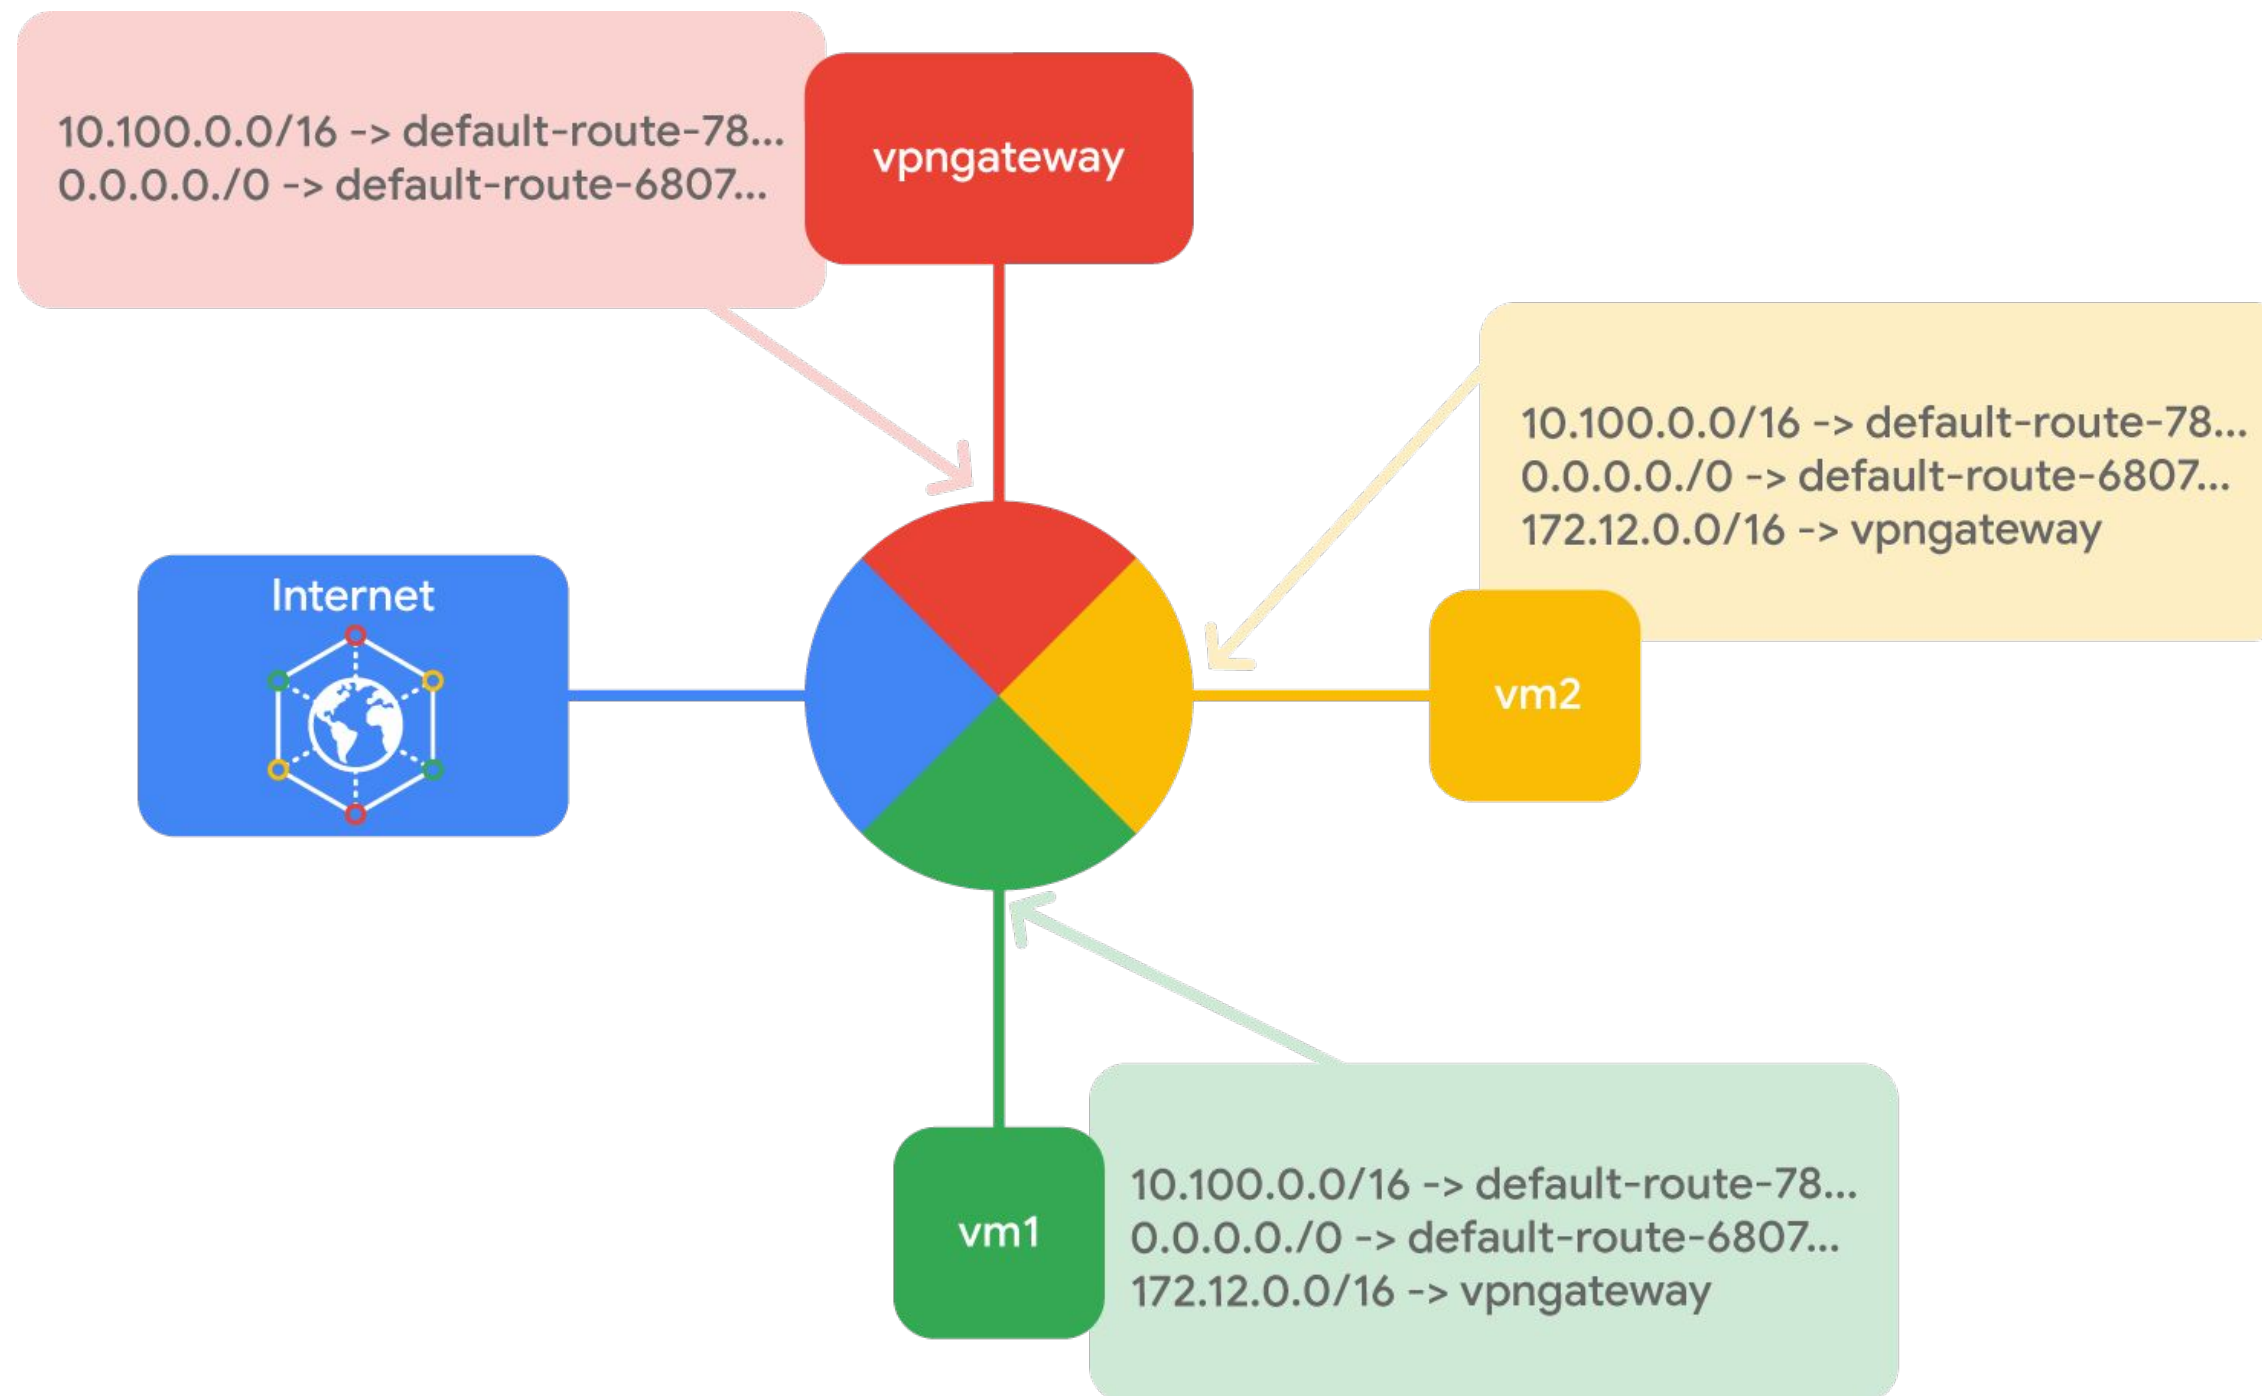 10.100.0.0/16 -> default-route-78...
0.0.0.0./0 -> default-route-6807...
vpngateway
10.100.0.0/16 -> default-route-78...
0.0.0.0./0 -> default-route-6807...
172.12.0.0/16 -> vpngateway
Internet
vm2
10.100.0.0/16 -> default-route-78...
0.0.0.0./0 -> default-route-6807...
172.12.0.0/16 -> vpngateway
vm1